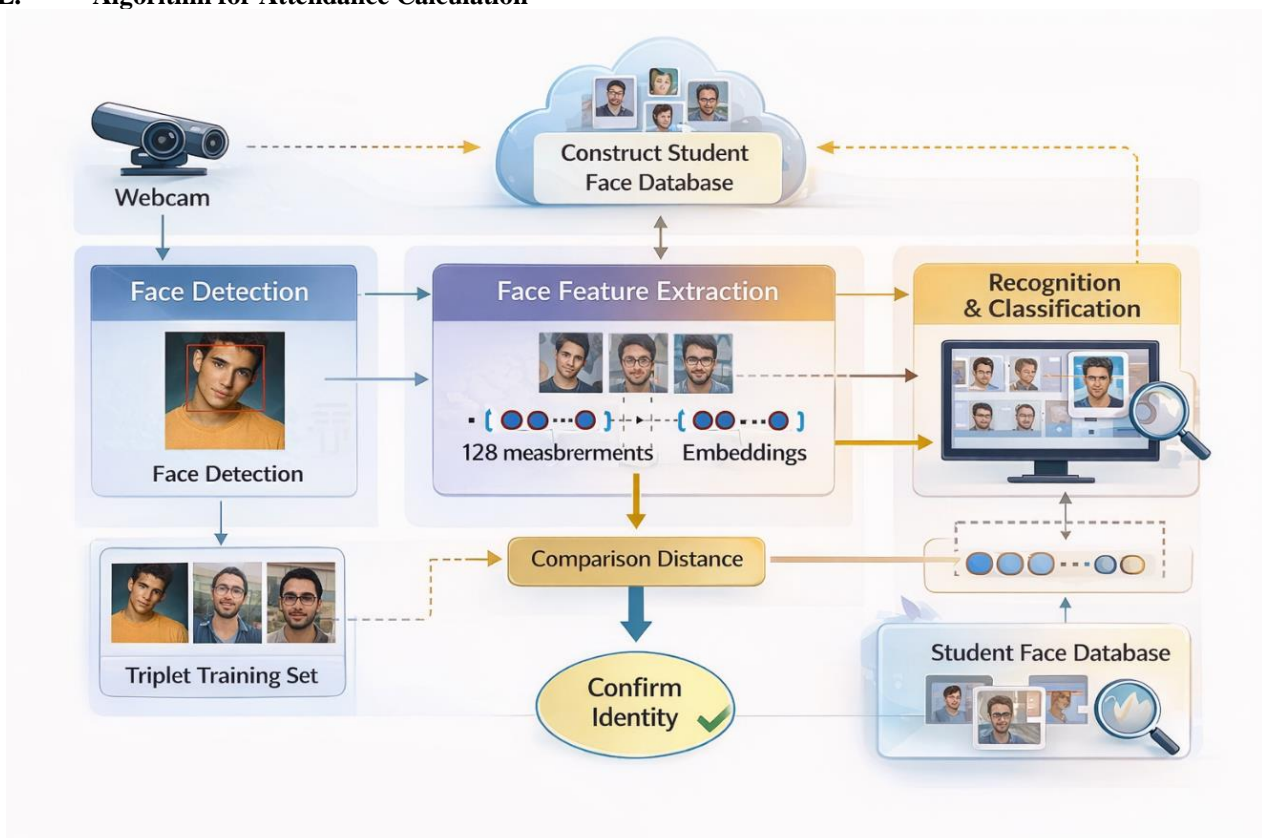 Algorithm for Attendance Calculation
Webcam
Construct Student
Face Database
Face Detection
Face Feature Extraction
Recognition
& Classification
Face Detection
128 measbrerments
Embeddings
Comparison Distance
Triplet Training Set
Confirm
Identity
Student Face Database